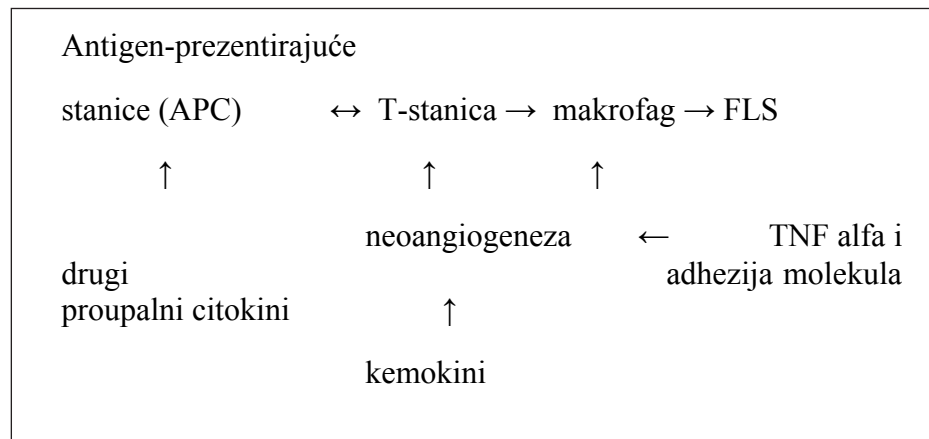 Antigen-prezentirajuće
stanice (APC) ↔ T-stanica → makrofag → FLS
↑ ↑ ↑
neoangiogeneza ← TNF alfa i
drugi adhezija molekula
proupalni citokini ↑
kemokini